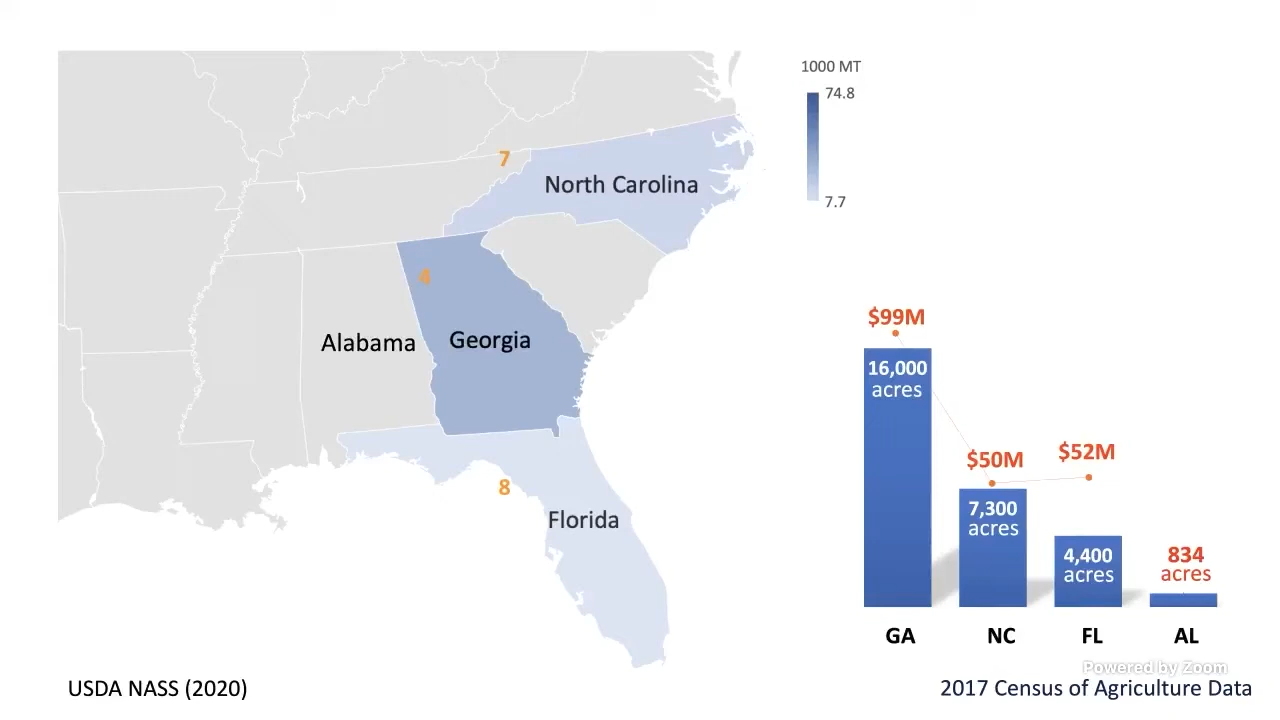 1000 MT
74.8
7.7
7
North Carolina
4
Alabama
Georgia
8
Florida
$99M
16,000
acres
$50M
7,300
acres
$52M
4,400
acres
834
acres
GA
NC
FL
AL
Powered by Zoom
USDA NASS (2020)
2017 Census of Agriculture Data